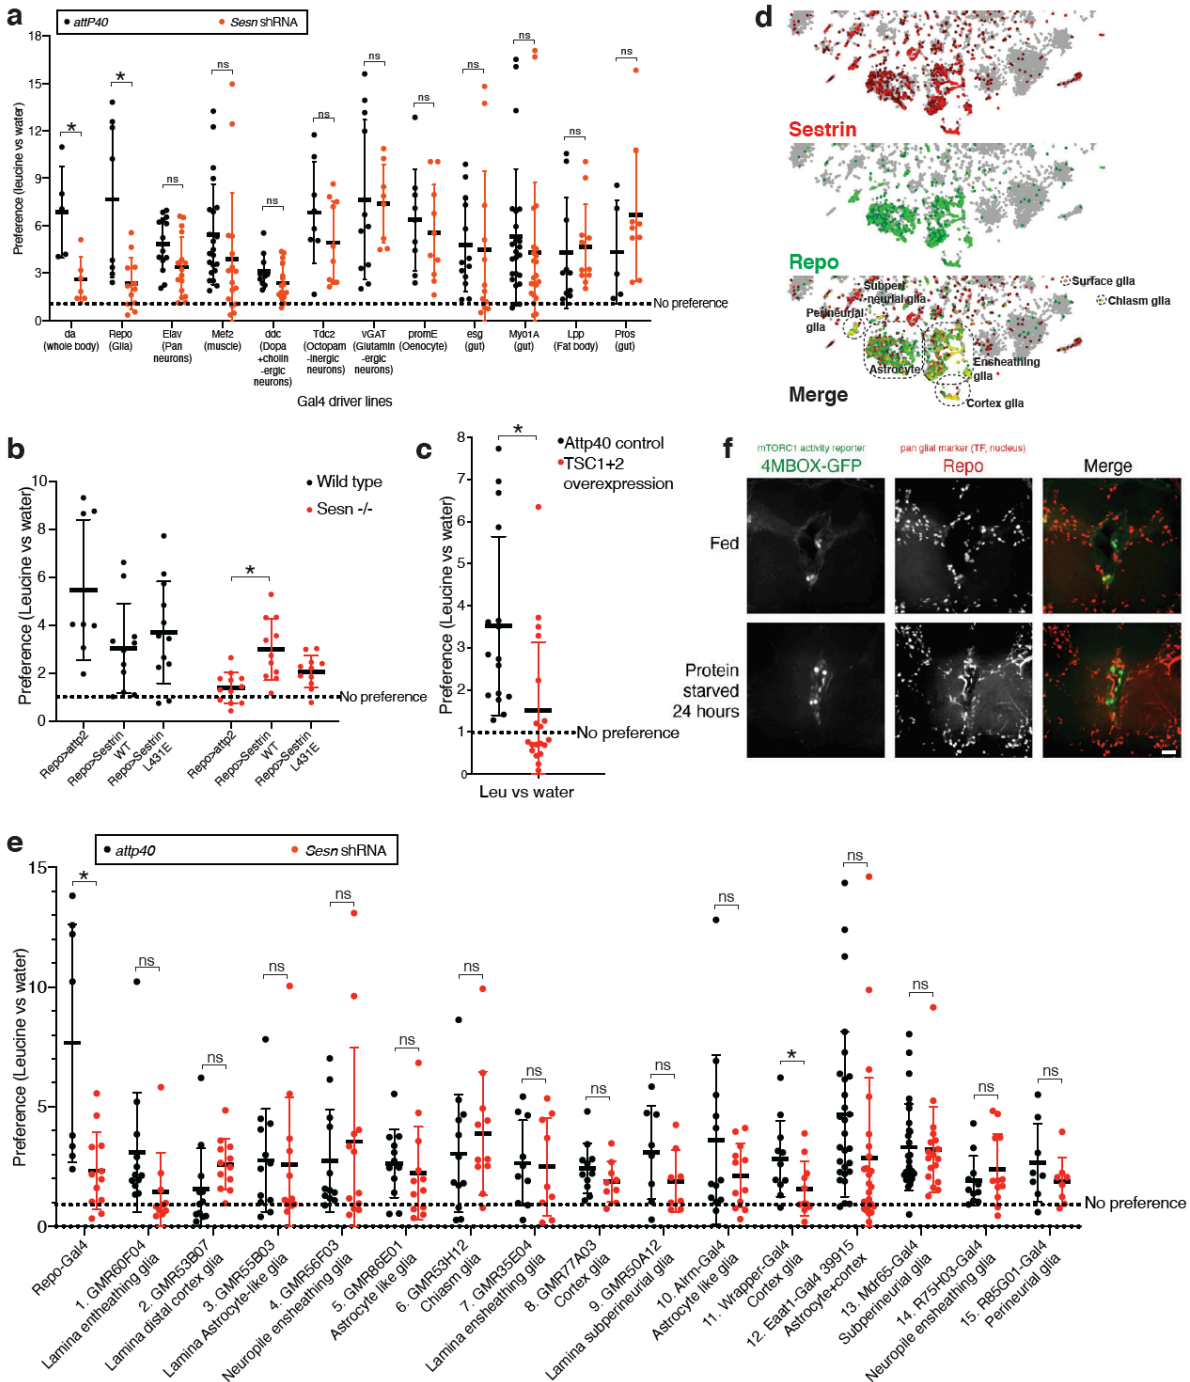 a
attP40
Sesn shRNA
Preference (leucine vs water)
18
15
12
9
6
3
0
*
*
ns
ns
ns
ns
ns
ns
ns
ns
ns
ns
No preference
da
(whole body)
Repo
(Glia)
Elav
(Pan
neurons)
Mef2
(muscle)
ddc
(Dopa
+cholin
-ergic
neurons)
Tdc2
(Octopam
-inergic
neurons)
vGAT
(Glutamin
-ergic
neurons)
promE
(Oenocyte)
esg
(gut)
Myo1A
(gut)
Lpp
(Fat body)
Pros
(gut)
Gal4 driver lines
d
Sestrin
Repo
Subperi
-neurial glia
Perineurial
glia
Surface glia
Chiasm glia
Astrocyte
Ensheathing
glia
Cortex glia
Merge
b
Preference (Leucine vs water)
10
8
6
4
2
0
Wild type
Sesn -/-
*
No preference
Repo>attp2
Repo>Sestrin
WT
Repo>Sestrin
L431E
Repo>attp2
Repo>Sestrin
WT
Repo>Sestrin
L431E
c
Preference (Leucine vs water)
8
7
6
5
4
3
2
1
0
*
Attp40 control
TSC1+2
overexpression
No preference
Leu vs water
f
mTORC1 activity reporter
4MBOX-GFP
pan glial marker (TF, nucleus)
Repo
Merge
Fed
Protein
starved
24 hours
e
attp40
Sesn shRNA
Preference (Leucine vs water)
15
10
5
0
*
ns
ns
ns
ns
ns
ns
ns
ns
ns
ns
*
ns
ns
ns
ns
No preference
Repo-Gal4
1. GMR60F04
Lamina entheathing glia
2. GMR53B07
Lamina distal cortex glia
3. GMR55B03
Lamina Astrocyte-like glia
4. GMR56F03
Neuropile ensheathing glia
5. GMR86E01
Astrocyte like glia
6. GMR53H12
Chiasm glia
7. GMR35E04
Lamina ensheathing glia
8. GMR77A03
Cortex glia
9. GMR50A12
Lamina subperineurial glia
10. Alrm-Gal4
Astrocyte like glia
11. Wrapper-Gal4
Cortex glia
12. Eaat1-Gal4 3915
Astrocyte+cortex
13. Mdr65-Gal4
Subperineurial glia
14. R75H03-Gal4
Neuropile ensheathing glia
15. R85G01-Gal4
Perineurial glia